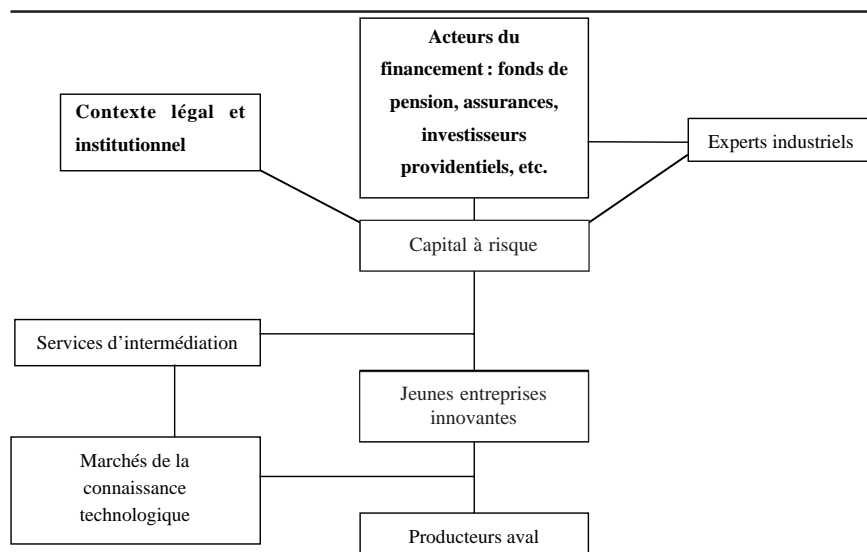 Acteurs du
financement : fonds de
pension, assurances,
investisseurs
providentiels, etc.
Contexte légal et
institutionnel
Experts industriels
Capital à risque
Services d’intermédiation
Jeunes entreprises
innovantes
Marchés de la
connaissance
technologique
Producteurs aval